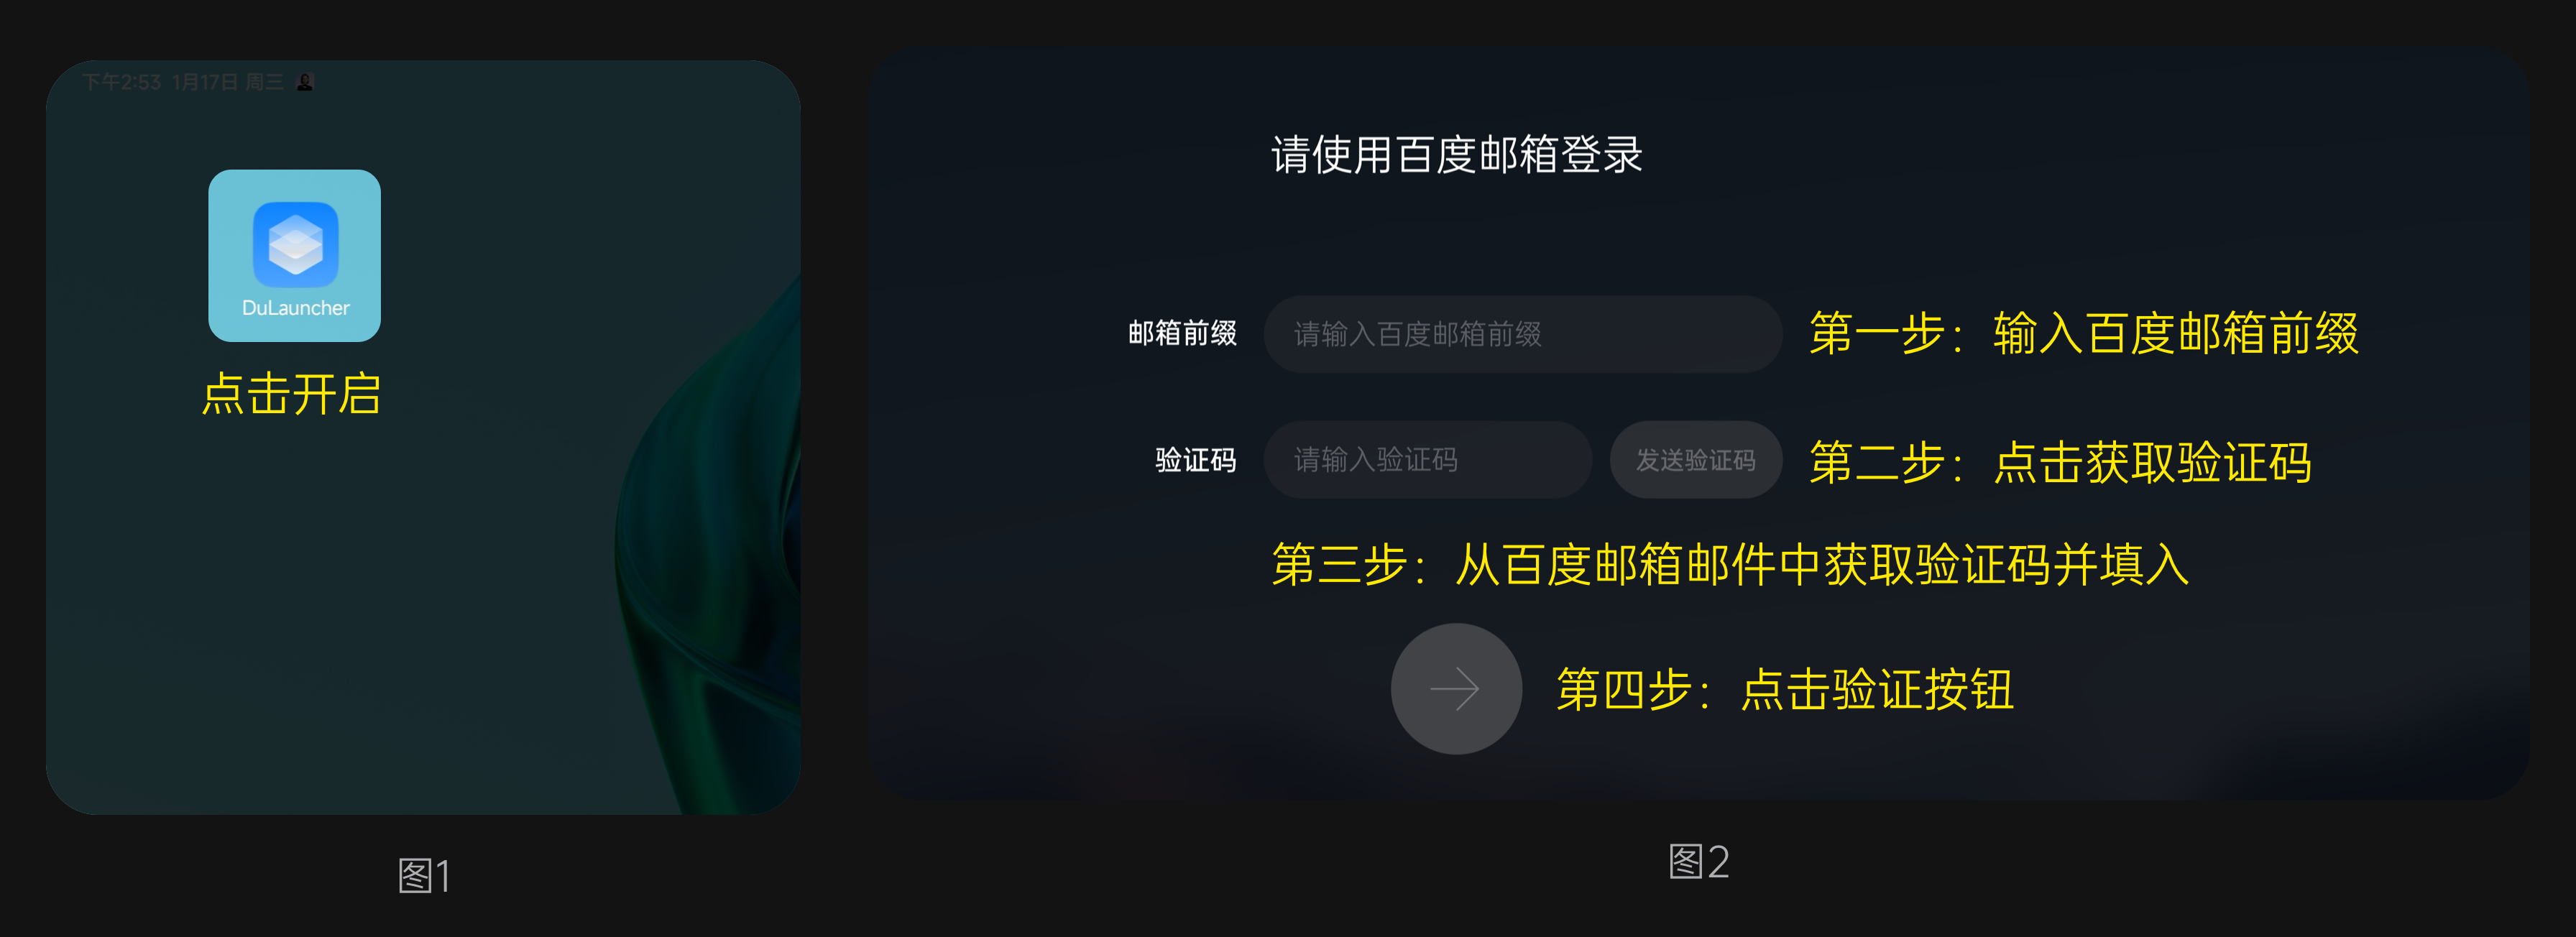 下午2:53 1月17日 周三
DuLauncher
点击开启
图1
请使用百度邮箱登录
邮箱前缀 请输入百度邮箱前缀 第一步：输入百度邮箱前缀
验证码 请输入验证码 发送验证码 第二步：点击获取验证码
第三步：从百度邮箱邮件中获取验证码并填入
第四步：点击验证按钮
图2